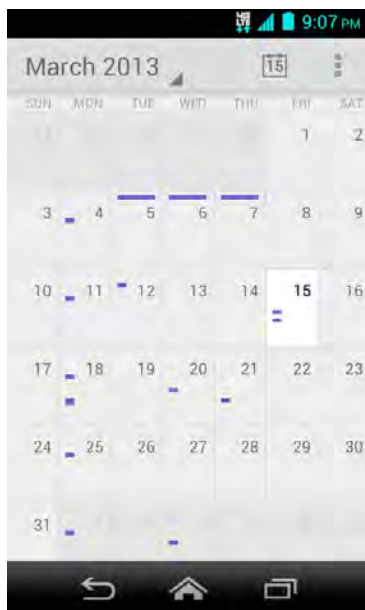 4G LTE 9:07 PM
March 2013 15
SUN MON TUE WED THU FRI SAT
1 2
3 4 5 6 7 8 9
10 11 12 13 14 15 16
17 18 19 20 21 22 23
24 25 26 27 28 29 30
31